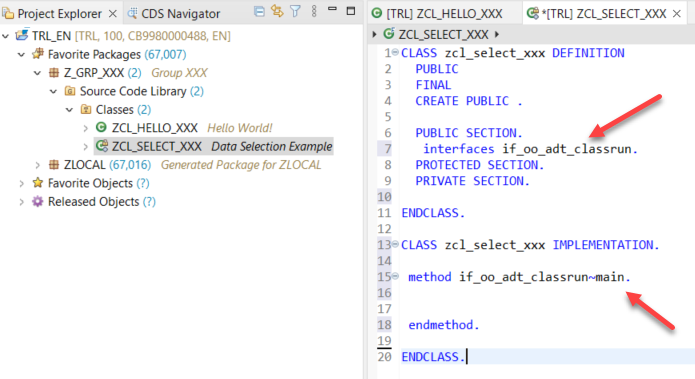 Project Explorer
CDS Navigator
TRL_EN [TRL, 100, CB9980000488, EN]
Favorite Packages (67,007)
Z_GRP_XXX (2) Group XXX
Source Code Library (2)
Classes (2)
ZCL_HELLO_XXX Hello World!
ZCL_SELECT_XXX Data Selection Example
ZLOCAL (67,016) Generated Package for ZLOCAL
Favorite Objects (?)
Released Objects (?)
[TRL] ZCL_HELLO_XXX
*[TRL] ZCL_SELECT_XXX
ZCL_SELECT_XXX
1 CLASS zcl_select_xxx DEFINITION
2 PUBLIC
3 FINAL
4 CREATE PUBLIC .
5
6 PUBLIC SECTION.
7 interfaces if_oo_adt_classrun.
8 PROTECTED SECTION.
9 PRIVATE SECTION.
10
11 ENDCLASS.
12
13 CLASS zcl_select_xxx IMPLEMENTATION.
14
15 method if_oo_adt_classrun~main.
16
17
18 endmethod.
19
20 ENDCLASS.